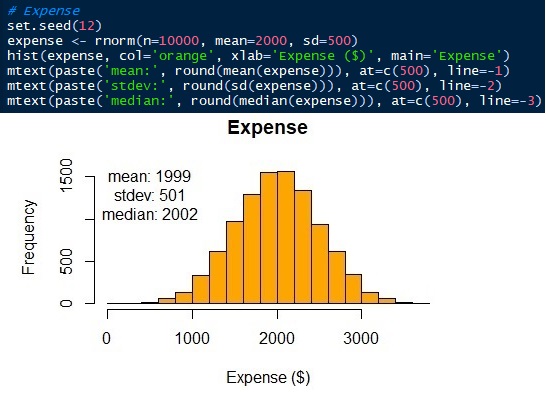 # Expense
set.seed(12)
expense <- rnorm(n=10000, mean=2000, sd=500)
hist(expense, col='orange', xlab='Expense ($)', main='Expense')
mtext(paste('mean:', round(mean(expense))), at=c(500), line=-1)
mtext(paste('stdev:', round(sd(expense))), at=c(500), line=-2)
mtext(paste('median:', round(median(expense))), at=c(500), line=-3)
Expense
mean: 1999
stdev: 501
median: 2002
Frequency
1500
500
0
0 1000 2000 3000
Expense ($)